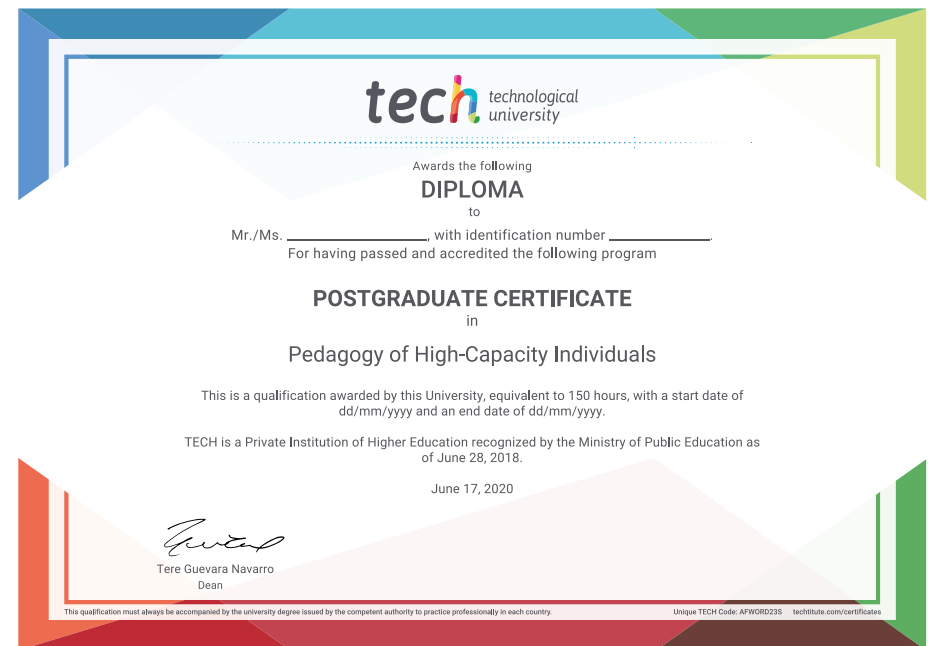 tech technological
university
Awards the following
DIPLOMA
to
Mr./Ms. ____________________, with identification number ______________.
For having passed and accredited the following program
POSTGRADUATE CERTIFICATE
in
Pedagogy of High-Capacity Individuals
This is a qualification awarded by this University, equivalent to 150 hours, with a start date of
dd/mm/yyyy and an end date of dd/mm/yyyy.
TECH is a Private Institution of Higher Education recognized by the Ministry of Public Education as
of June 28, 2018.
June 17, 2020
Tere Guevara Navarro
Dean
This qualification must always be accompanied by the university degree issued by the competent authority to practice professionally in each country.
Unique TECH Code: AFWORD23S techtitute.com/certificates